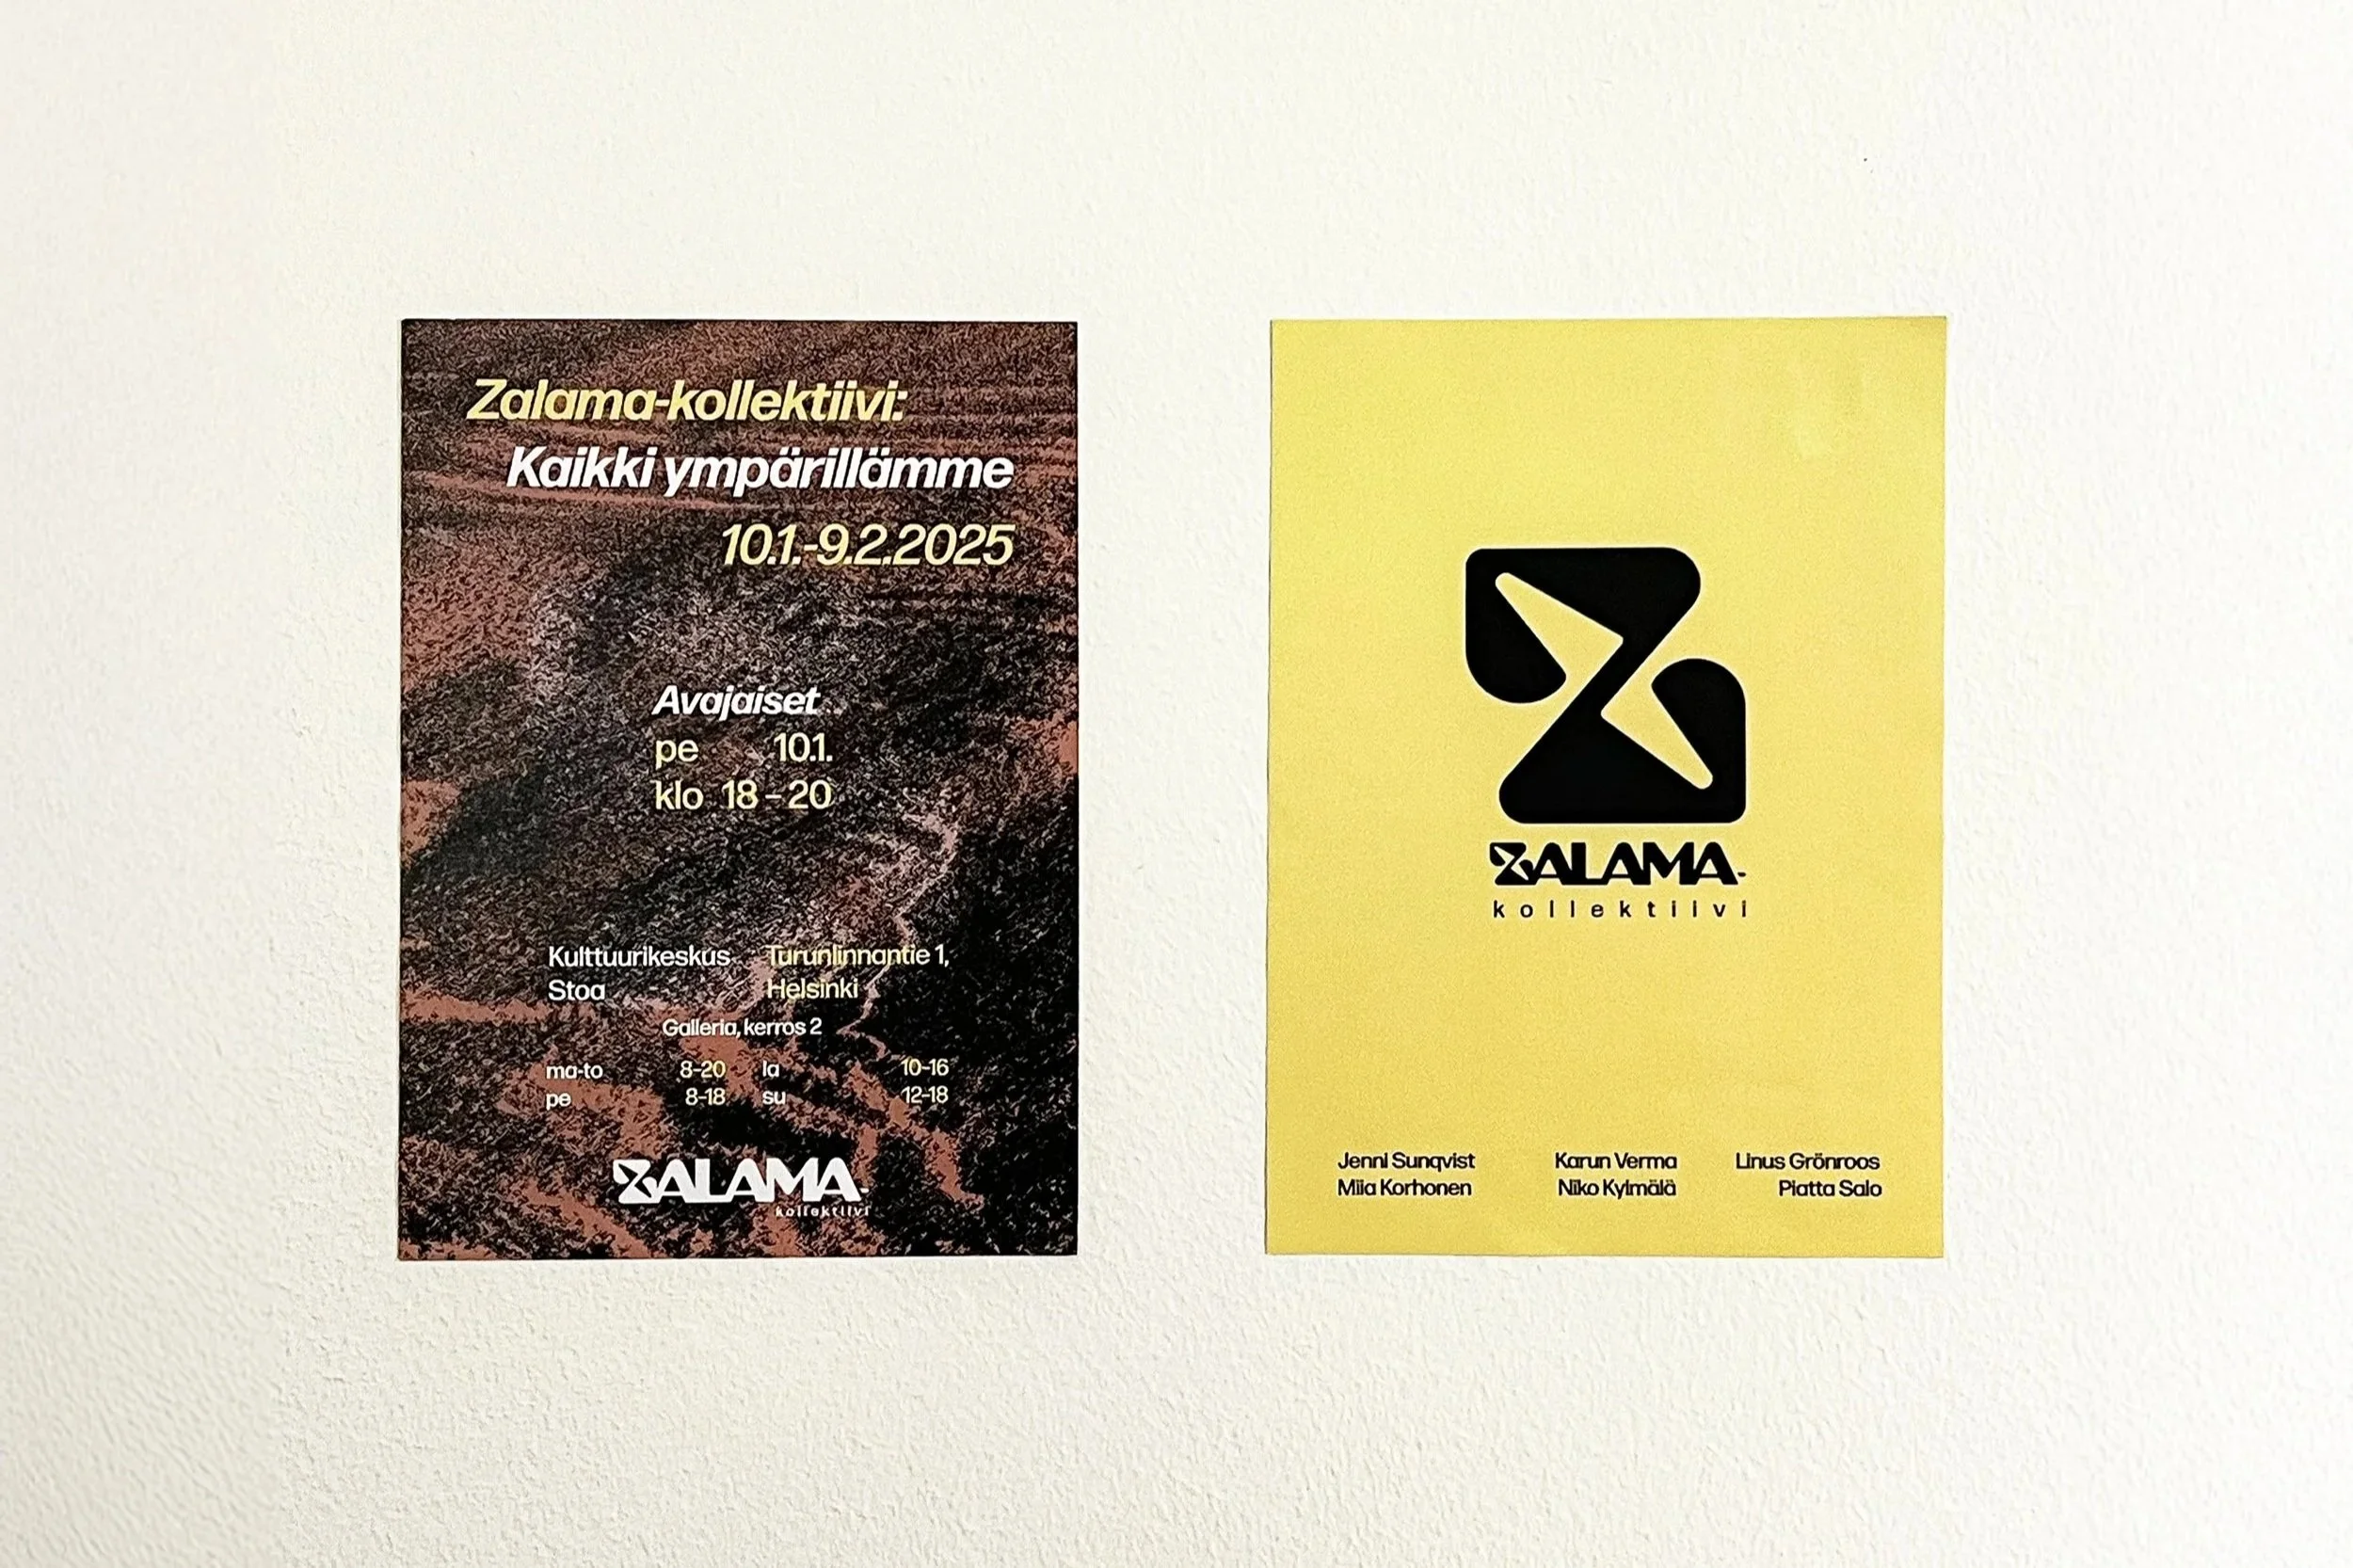 Zalama-kollektiivi:
Kaikki ympärillämme
10.1.-9.2.2025
Avajaiset
pe 10.1.
klo 18 – 20
Kulttuurikeskus Turunlinnantie 1,
Stoa Helsinki
Galleria, kerros 2
ma-to 8-20 la 10-16
pe 8-18 su 12-18
ZALAMA-
kollektiivi
ZALAMA-
kollektiivi
Jenni Sunqvist Karun Verma Linus Grönroos
Miia Korhonen Niko Kylmälä Piatta Salo